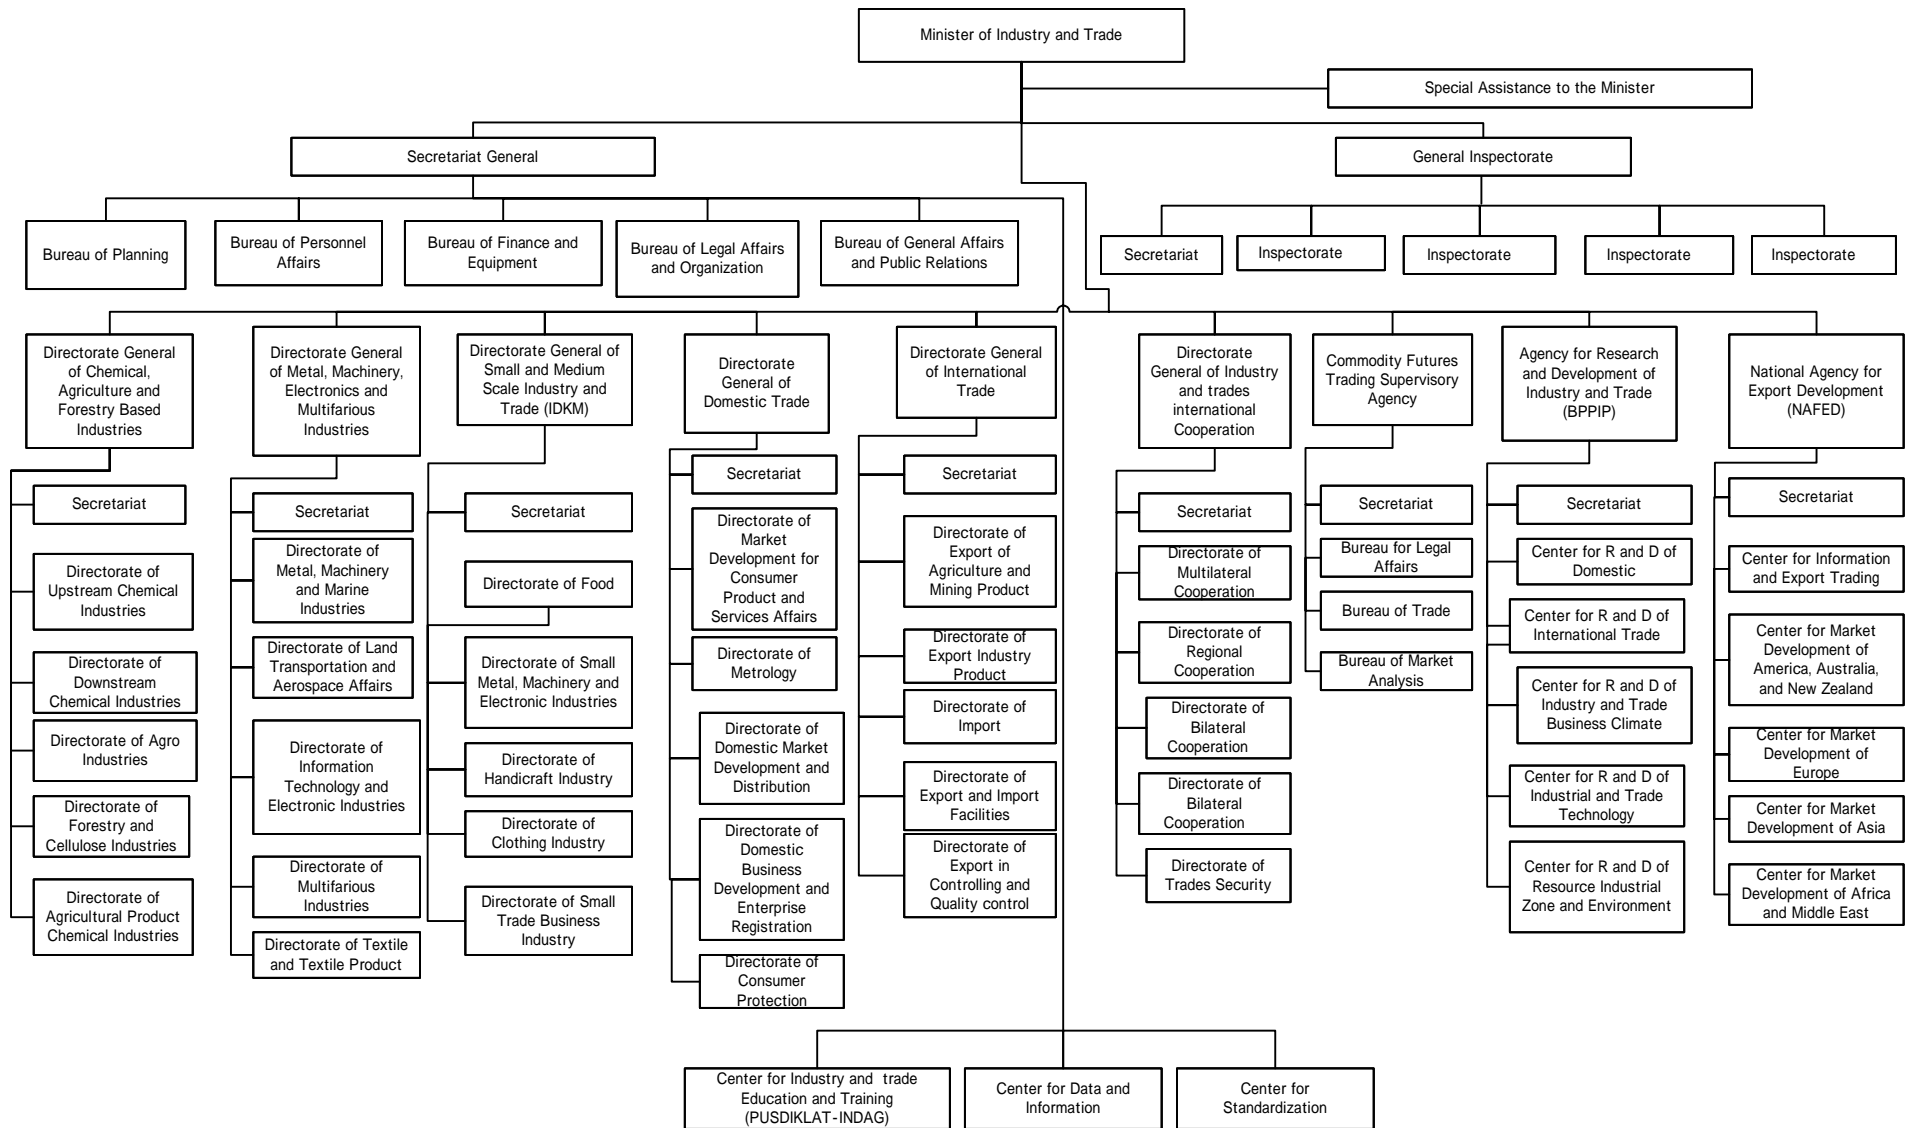 Minister of Industry and Trade
Special Assistance to the Minister
Secretariat General
General Inspectorate
Bureau of Planning
Bureau of Personnel
Affairs
Bureau of Finance and
Equipment
Bureau of Legal Affairs
and Organization
Bureau of General Affairs
and Public Relations
Secretariat
Inspectorate
Inspectorate
Inspectorate
Inspectorate
Directorate General
of Chemical,
Agriculture and
Forestry Based
Industries
Secretariat
Directorate of
Upstream Chemical
Industries
Directorate of
Downstream
Chemical Industries
Directorate of Agro
Industries
Directorate of
Forestry and
Cellulose Industries
Directorate of
Agricultural Product
Chemical Industries
Directorate General
of Metal, Machinery,
Electronics and
Multifarious
Industries
Secretariat
Directorate of
Metal, Machinery
and Marine
Industries
Directorate of Land
Transportation and
Aerospace Affairs
Directorate of
Information
Technology and
Electronic Industries
Directorate of
Multifarious
Industries
Directorate of Textile
and Textile Product
Directorate General of
Small and Medium
Scale Industry and
Trade (IDKM)
Secretariat
Directorate of Food
Directorate of Small
Metal, Machinery and
Electronic Industries
Directorate of
Handicraft Industry
Directorate of
Clothing Industry
Directorate of Small
Trade Business
Industry
Directorate
General of
Domestic Trade
Secretariat
Directorate of
Market
Development for
Consumer
Product and
Services Affairs
Directorate of
Metrology
Directorate of
Domestic Market
Development and
Distribution
Directorate of
Domestic
Business
Development and
Enterprise
Registration
Directorate of
Consumer
Protection
Directorate General
of International
Trade
Secretariat
Directorate of
Export of
Agriculture and
Mining Product
Directorate of
Export Industry
Product
Directorate of
Import
Directorate of
Export and Import
Facilities
Directorate of
Export in
Controlling and
Quality control
Directorate
General of Industry
and trades
international
Cooperation
Secretariat
Directorate of
Multilateral
Cooperation
Directorate of
Regional
Cooperation
Directorate of
Bilateral
Cooperation
Directorate of
Bilateral
Cooperation
Directorate of
Trades Security
Commodity Futures
Trading Supervisory
Agency
Secretariat
Bureau for Legal
Affairs
Bureau of Trade
Bureau of Market
Analysis
Agency for Research
and Development of
Industry and Trade
(BPPIP)
Secretariat
Center for R and D of
Domestic
Center for R and D of
International Trade
Center for R and D of
Industry and Trade
Business Climate
Center for R and D of
Industrial and Trade
Technology
Center for R and D of
Resource Industrial
Zone and Environment
National Agency for
Export Development
(NAFED)
Secretariat
Center for Information
and Export Trading
Center for Market
Development of
America, Australia,
and New Zealand
Center for Market
Development of
Europe
Center for Market
Development of Asia
Center for Market
Development of Africa
and Middle East
Center for Industry and trade
Education and Training
(PUSDIKLAT-INDAG)
Center for Data and
Information
Center for
Standardization